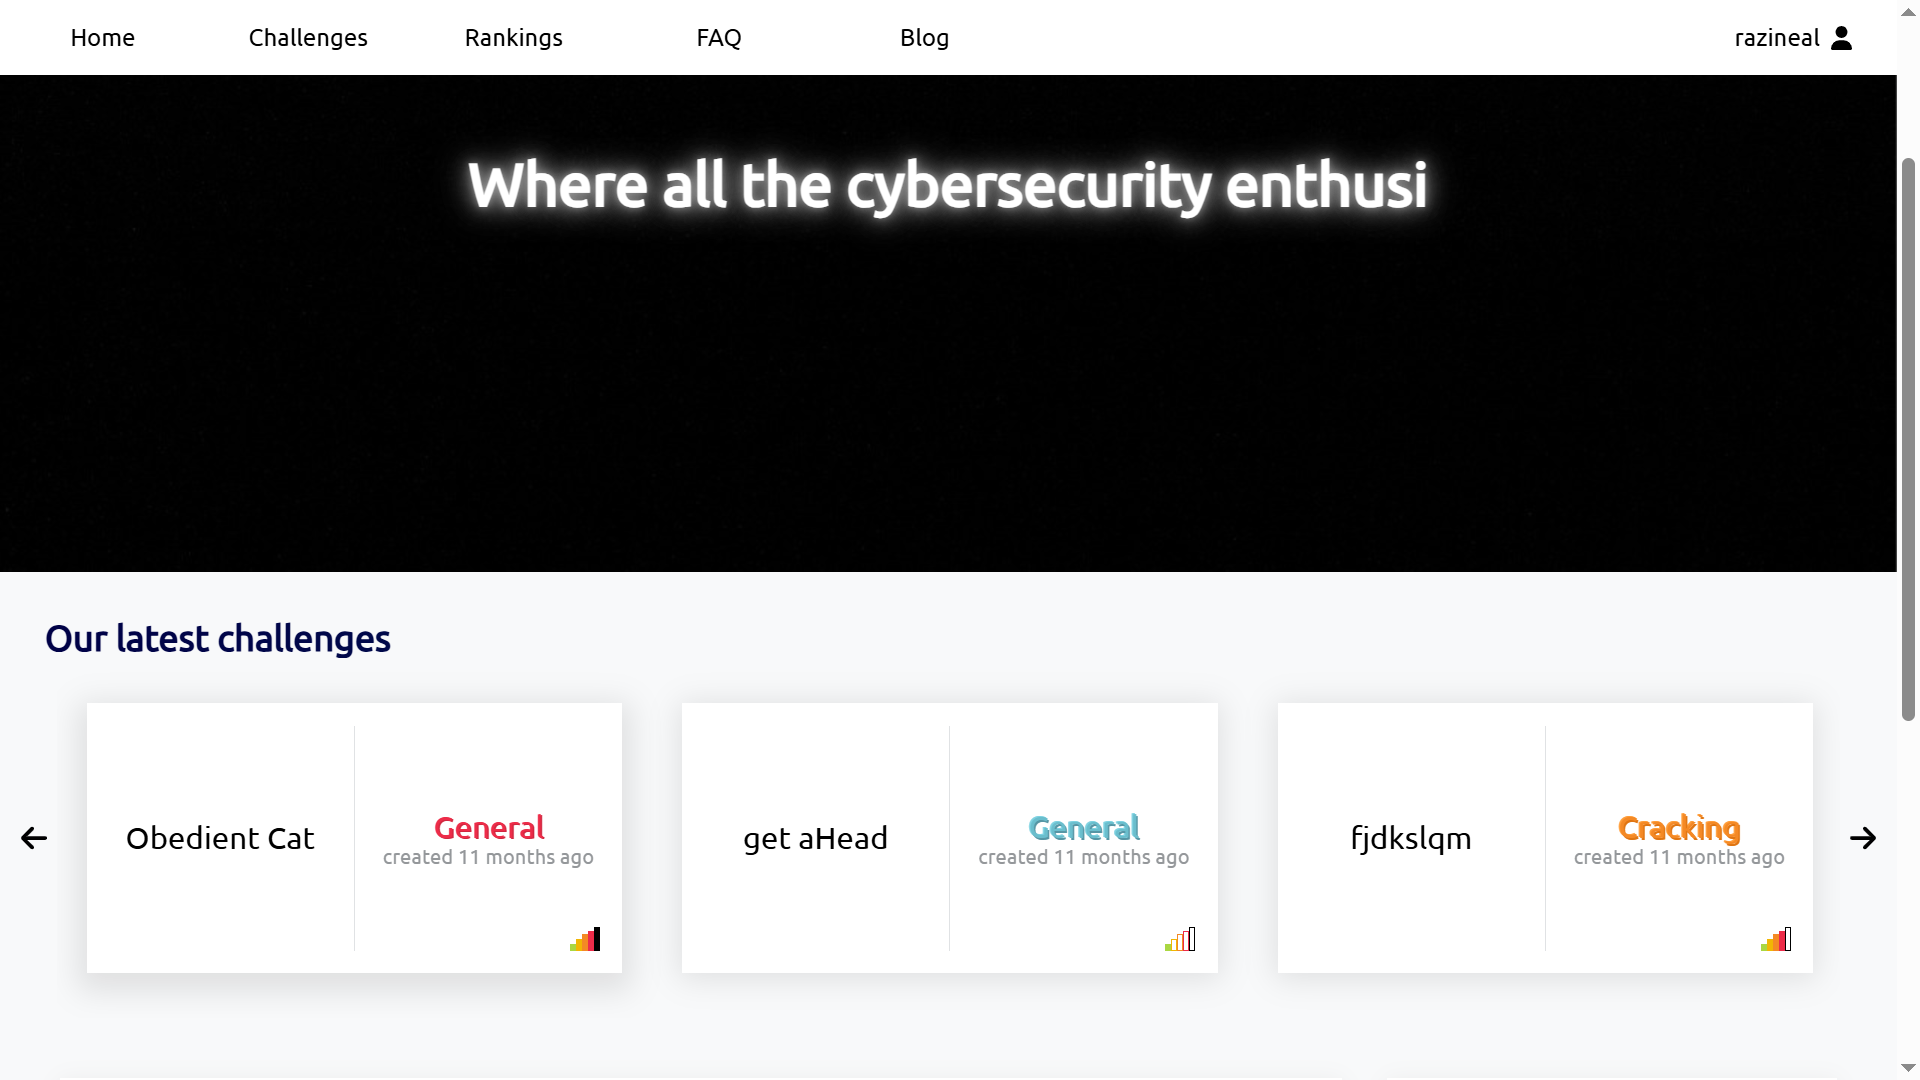 Home Challenges Rankings FAQ Blog razineal
Where all the cybersecurity enthusi
Our latest challenges
Obedient Cat
General
created 11 months ago
get aHead
General
created 11 months ago
fjdkslqm
Cracking
created 11 months ago